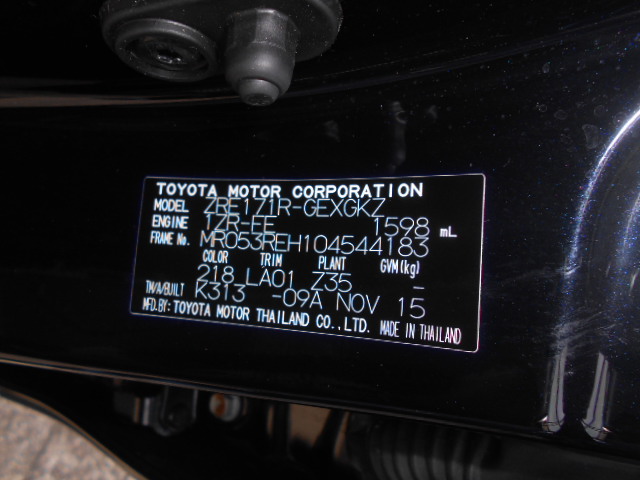 TOYOTA MOTOR CORPORATION
MODEL ZRE171R-GEXGKZ
ENGINE 1ZR-FE 1598 mL
FRAME No. MR053REH104544183
COLOR TRIM PLANT GVM(kg)
218 LA01 Z35 -
TM/A/BUILT K313 -09A NOV 15
MFD.BY: TOYOTA MOTOR THAILAND CO., LTD. MADE IN THAILAND